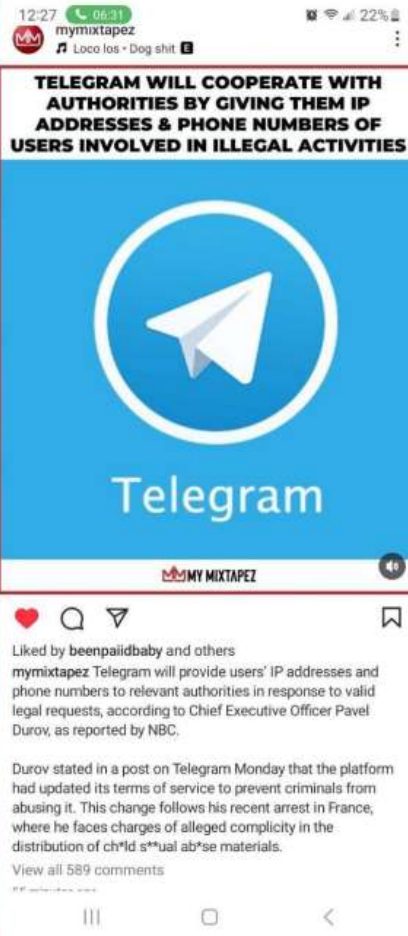 12:27 06:31 22%
mymixtapez
Loco los • Dog shit E
TELEGRAM WILL COOPERATE WITH
AUTHORITIES BY GIVING THEM IP
ADDRESSES & PHONE NUMBERS OF
USERS INVOLVED IN ILLEGAL ACTIVITIES
Telegram
MY MIXTAPEZ
Liked by beenpaiidbaby and others
mymixtapez Telegram will provide users' IP addresses and
phone numbers to relevant authorities in response to valid
legal requests, according to Chief Executive Officer Pavel
Durov, as reported by NBC.
Durov stated in a post on Telegram Monday that the platform
had updated its terms of service to prevent criminals from
abusing it. This change follows his recent arrest in France,
where he faces charges of alleged complicity in the
distribution of ch*ld s**ual ab*se materials.
View all 589 comments